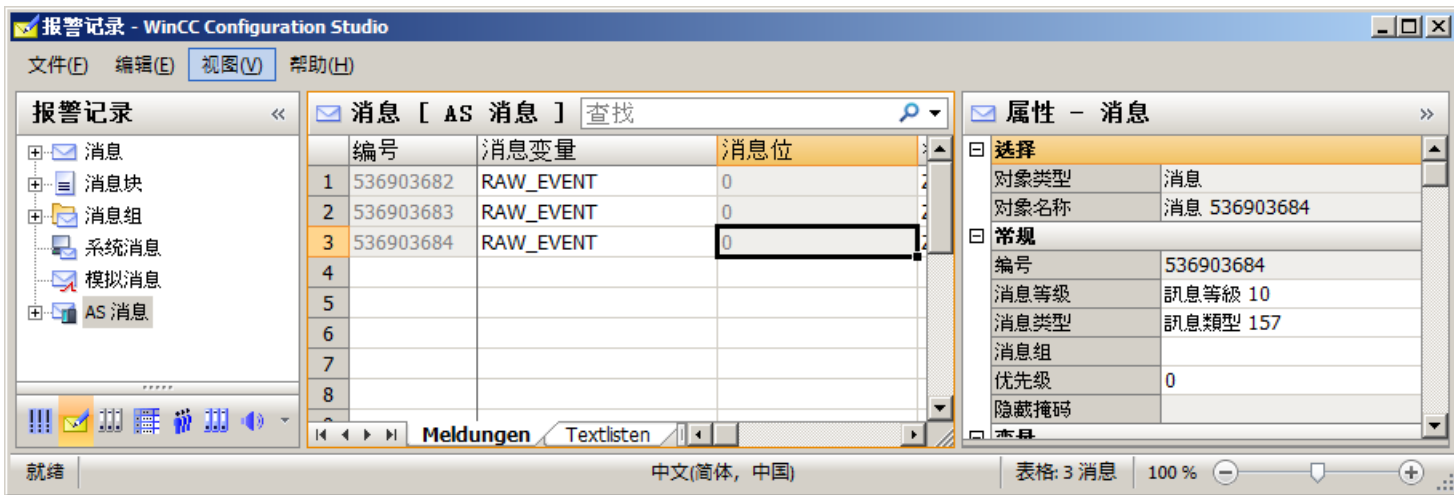 报警记录 - WinCC Configuration Studio
文件(F) 编辑(E) 视图(V) 帮助(H)
报警记录 «
消息
消息块
消息组
系统消息
模拟消息
AS 消息
消息 [ AS 消息 ] 查找
编号 消息变量 消息位
1 536903682 RAW_EVENT 0
2 536903683 RAW_EVENT 0
3 536903684 RAW_EVENT 0
4
5
6
7
8
Meldungen Textlisten
属性 - 消息 »
选择
对象类型 消息
对象名称 消息 536903684
常规
编号 536903684
消息等级 訊息等級 10
消息类型 訊息類型 157
消息组
优先级 0
隐藏掩码
变量
就绪 中文(简体，中国) 表格: 3 消息 100 %